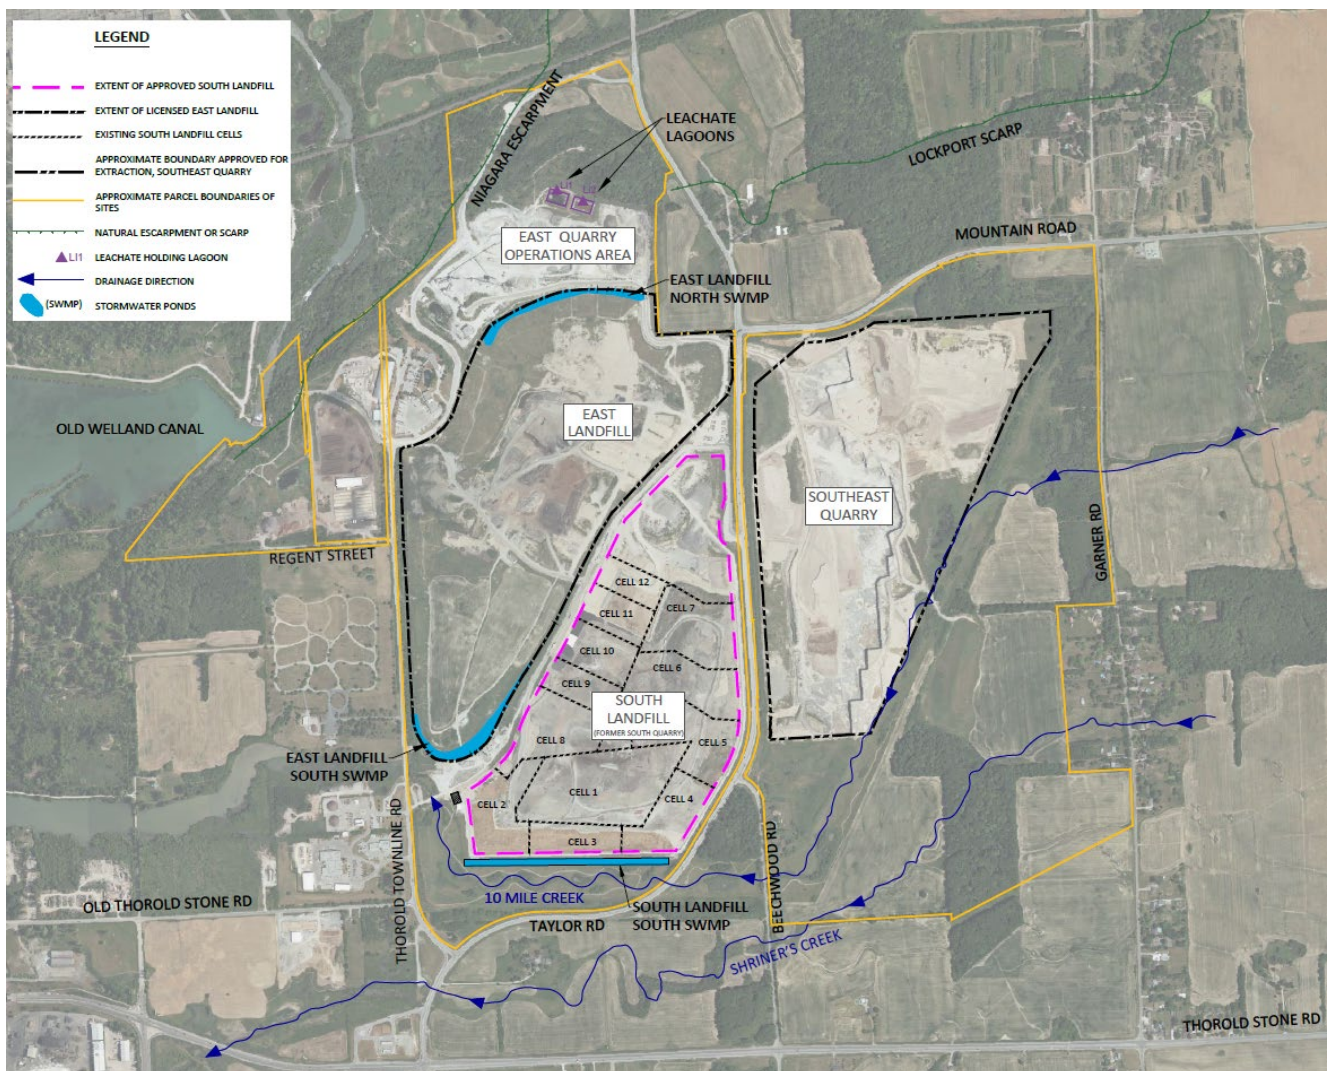 LEGEND
EXTENT OF APPROVED SOUTH LANDFILL
EXTENT OF LICENSED EAST LANDFILL
EXISTING SOUTH LANDFILL CELLS
APPROXIMATE BOUNDARY APPROVED FOR
EXTRACTION, SOUTHEAST QUARRY
APPROXIMATE PARCEL BOUNDARIES OF
SITES
NATURAL ESCARPMENT OR SCARP
LI1 LEACHATE HOLDING LAGOON
DRAINAGE DIRECTION
(SWMP) STORMWATER PONDS
NIAGARA ESCARPMENT
LEACHATE
LAGOONS
LOCKPORT SCARP
LI1
LI2
MOUNTAIN ROAD
EAST QUARRY
OPERATIONS AREA
EAST LANDFILL
NORTH SWMP
OLD WELLAND CANAL
EAST
LANDFILL
SOUTHEAST
QUARRY
GARNER RD
REGENT STREET
CELL 12
CELL 7
CELL 11
CELL 10
CELL 6
CELL 9
SOUTH
LANDFILL
(FORMER SOUTH QUARRY)
CELL 8
CELL 5
EAST LANDFILL
SOUTH SWMP
CELL 1
CELL 2
CELL 4
CELL 3
THOROLD TOWNLINE RD
BEECHWOOD RD
10 MILE CREEK
OLD THOROLD STONE RD
SOUTH LANDFILL
SOUTH SWMP
TAYLOR RD
SHRINER'S CREEK
THOROLD STONE RD